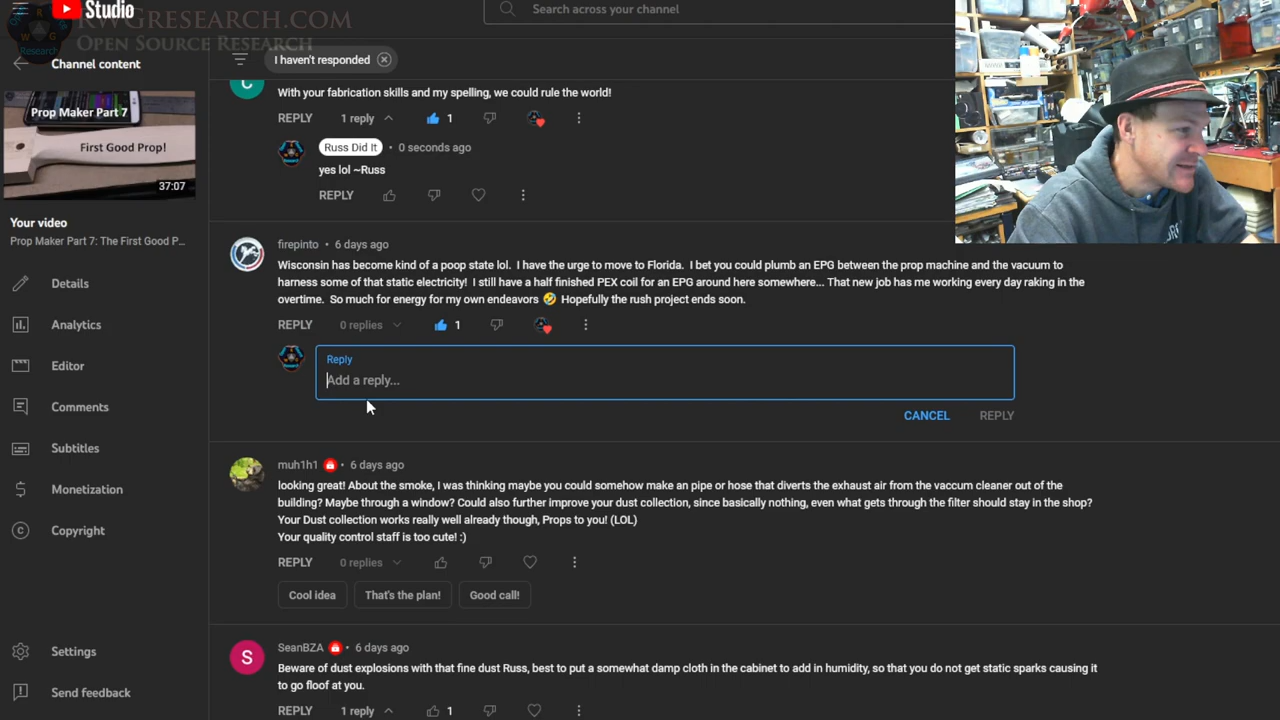 RWGRESEARCH.COM
Open Source Research
Studio
Search across your channel
Channel content
I haven't responded
Prop Maker Part 7
First Good Prop!
37:07
Your video
Prop Maker Part 7: The First Good P...
Details
Analytics
Editor
Comments
Subtitles
Monetization
Copyright
Settings
Send feedback
C
With your fabrication skills and my spelling, we could rule the world!
REPLY 1 reply 1
Russ Did It • 0 seconds ago
yes lol ~Russ
REPLY
firepinto • 6 days ago
Wisconsin has become kind of a poop state lol. I have the urge to move to Florida. I bet you could plumb an EPG between the prop machine and the vacuum to
harness some of that static electricity! I still have a half finished PEX coil for an EPG around here somewhere... That new job has me working every day raking in the
overtime. So much for energy for my own endeavors 🤣 Hopefully the rush project ends soon.
REPLY 0 replies 1
Reply
Add a reply...
CANCEL REPLY
muh1h1 • 6 days ago
looking great! About the smoke, I was thinking maybe you could somehow make an pipe or hose that diverts the exhaust air from the vaccum cleaner out of the
building? Maybe through a window? Could also further improve your dust collection, since basically nothing, even what gets through the filter should stay in the shop?
Your Dust collection works really well already though, Props to you! (LOL)
Your quality control staff is too cute! :)
REPLY 0 replies
Cool idea That's the plan! Good call!
S
SeanBZA • 6 days ago
Beware of dust explosions with that fine dust Russ, best to put a somewhat damp cloth in the cabinet to add in humidity, so that you do not get static sparks causing it
to go floof at you.
REPLY 1 reply 1